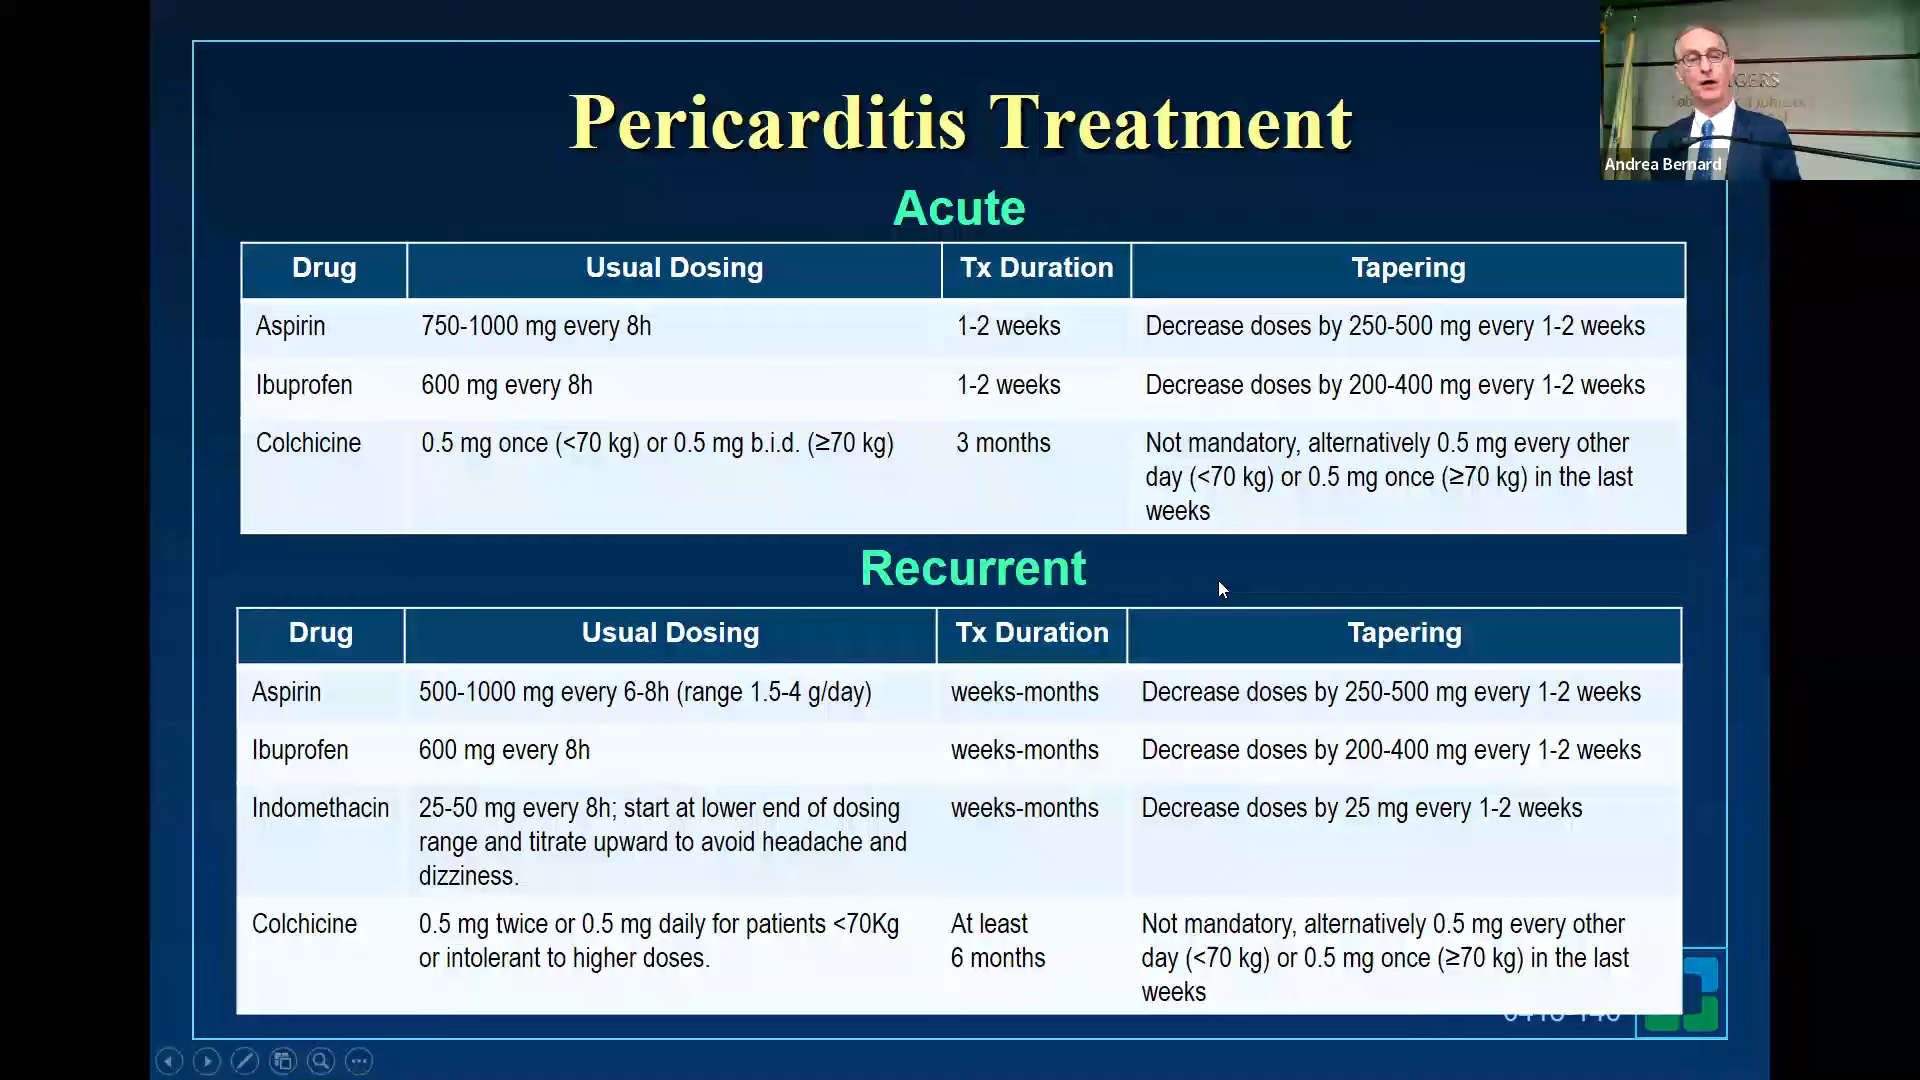 Pericarditis Treatment
Andrea Bernard
Acute
Drug Usual Dosing Tx Duration Tapering
Aspirin 750-1000 mg every 8h 1-2 weeks Decrease doses by 250-500 mg every 1-2 weeks
Ibuprofen 600 mg every 8h 1-2 weeks Decrease doses by 200-400 mg every 1-2 weeks
Colchicine 0.5 mg once (<70 kg) or 0.5 mg b.i.d. (≥70 kg) 3 months Not mandatory, alternatively 0.5 mg every other
day (<70 kg) or 0.5 mg once (≥70 kg) in the last
weeks
Recurrent
Drug Usual Dosing Tx Duration Tapering
Aspirin 500-1000 mg every 6-8h (range 1.5-4 g/day) weeks-months Decrease doses by 250-500 mg every 1-2 weeks
Ibuprofen 600 mg every 8h weeks-months Decrease doses by 200-400 mg every 1-2 weeks
Indomethacin 25-50 mg every 8h; start at lower end of dosing weeks-months Decrease doses by 25 mg every 1-2 weeks
range and titrate upward to avoid headache and
dizziness.
Colchicine 0.5 mg twice or 0.5 mg daily for patients <70Kg At least Not mandatory, alternatively 0.5 mg every other
or intolerant to higher doses. 6 months day (<70 kg) or 0.5 mg once (≥70 kg) in the last
weeks